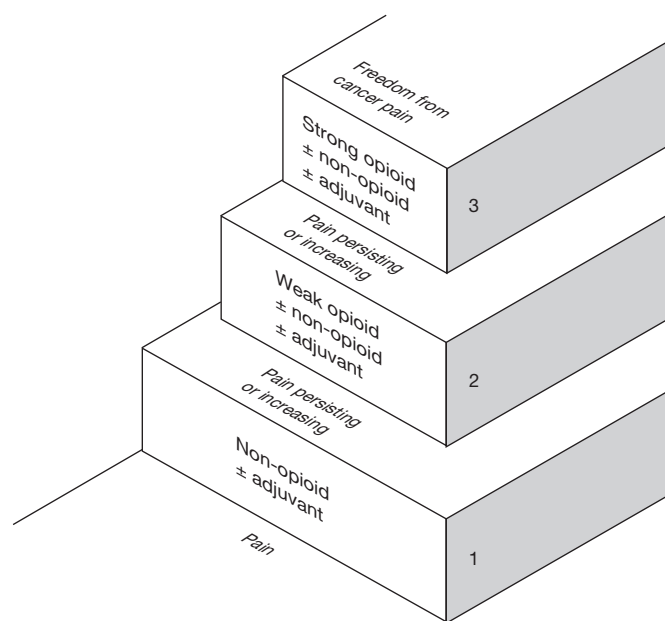 Freedom from
cancer pain
Strong opioid
± non-opioid
± adjuvant
3
Pain persisting
or increasing
Weak opioid
± non-opioid
± adjuvant
2
Pain persisting
or increasing
Non-opioid
± adjuvant
1
Pain